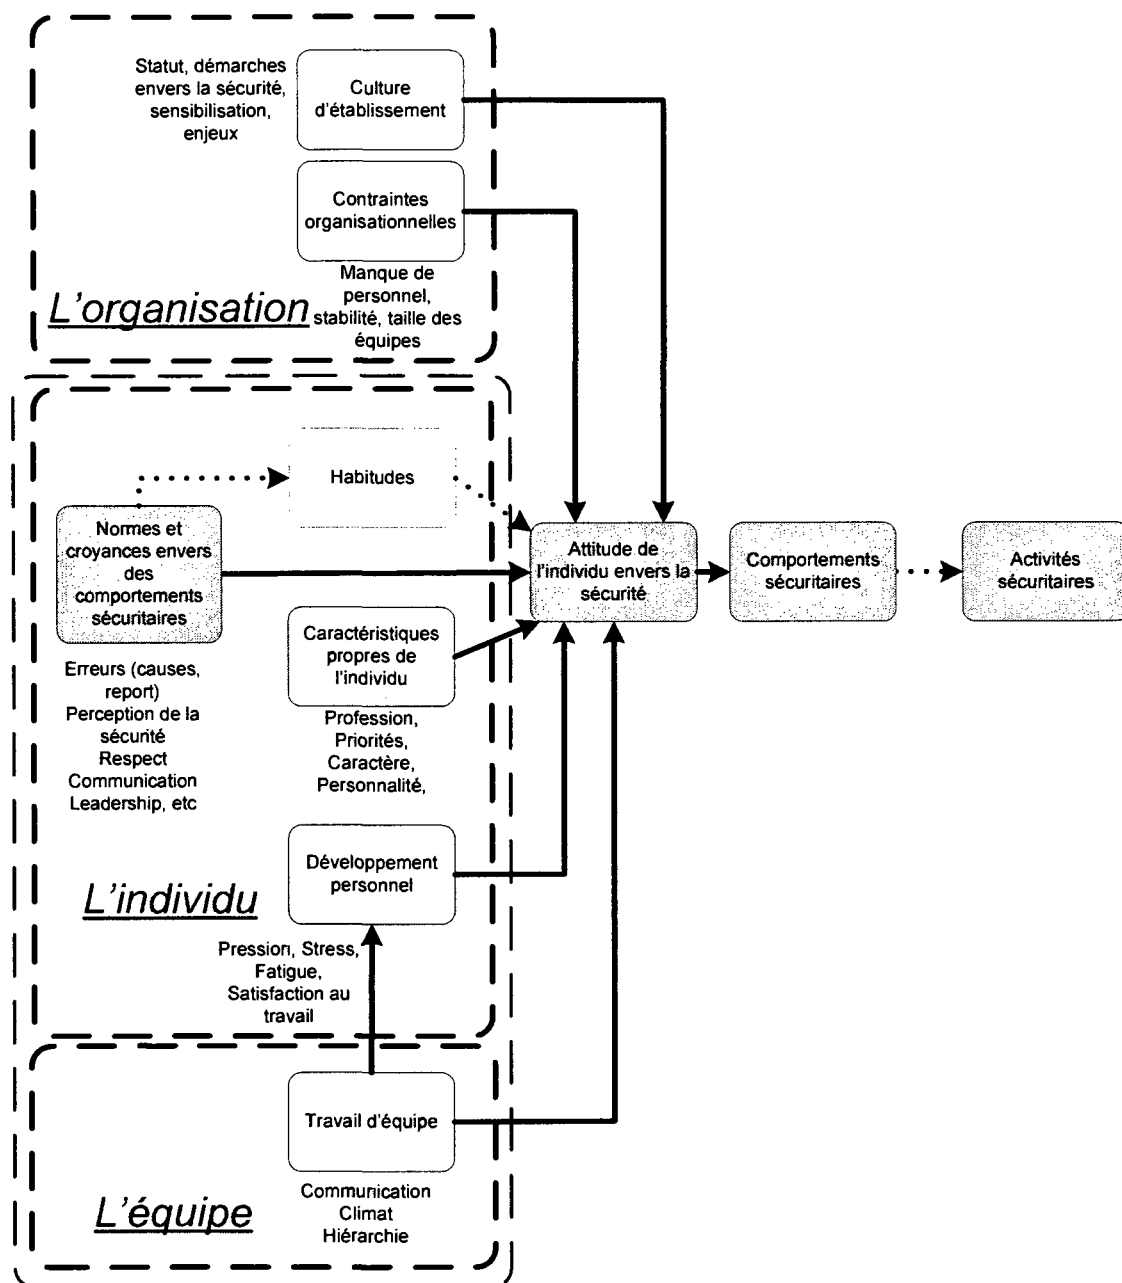 Statut, démarches
envers la sécurité,
sensibilisation,
enjeux
Culture
d'établissement
Contraintes
organisationnelles
Manque de
personnel,
stabilité, taille des
équipes
L'organisation
Habitudes
Normes et
croyances envers
des
comportements
sécuritaires
Erreurs (causes,
report)
Perception de la
sécurité
Respect
Communication
Leadership, etc
Attitude de
l'individu envers la
sécurité
Comportements
sécuritaires
Activités
sécuritaires
Caractéristiques
propres de
l'individu
Profession,
Priorités,
Caractère,
Personnalité,
Développement
personnel
L'individu
Pression, Stress,
Fatigue,
Satisfaction au
travail
Travail d'équipe
Communication
Climat
Hiérarchie
L'équipe